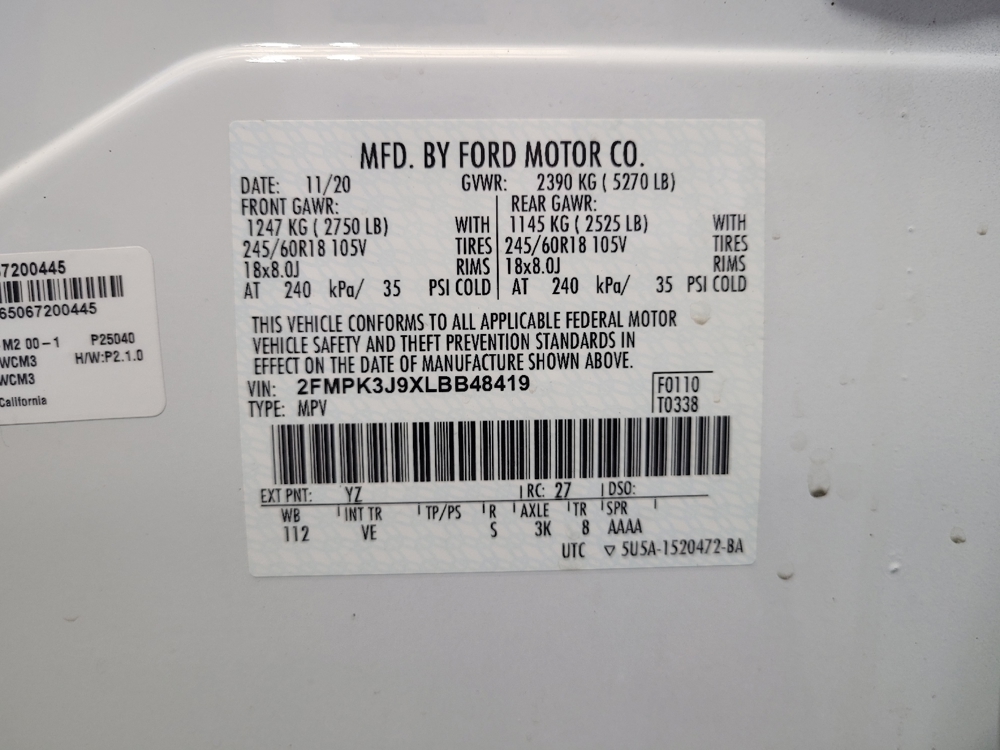 MFD. BY FORD MOTOR CO.
DATE: 11/20 GVWR: 2390 KG ( 5270 LB)
FRONT GAWR: REAR GAWR:
1247 KG ( 2750 LB) WITH 1145 KG ( 2525 LB) WITH
245/60R18 105V TIRES 245/60R18 105V TIRES
18x8.0J RIMS 18x8.0J RIMS
AT 240 kPa/ 35 PSI COLD AT 240 kPa/ 35 PSI COLD
THIS VEHICLE CONFORMS TO ALL APPLICABLE FEDERAL MOTOR
VEHICLE SAFETY AND THEFT PREVENTION STANDARDS IN
EFFECT ON THE DATE OF MANUFACTURE SHOWN ABOVE.
VIN: 2FMPK3J9XLBB48419 F0110
TYPE: MPV T0338
EXT PNT: YZ RC: 27 DSO:
WB INT TR TP/PS R AXLE TR SPR
112 VE S 3K 8 AAAA
UTC ▽ 5U5A-1520472-BA
67200445
65067200445
M2 00-1 P25040
WCM3 H/W:P2.1.0
WCM3
California